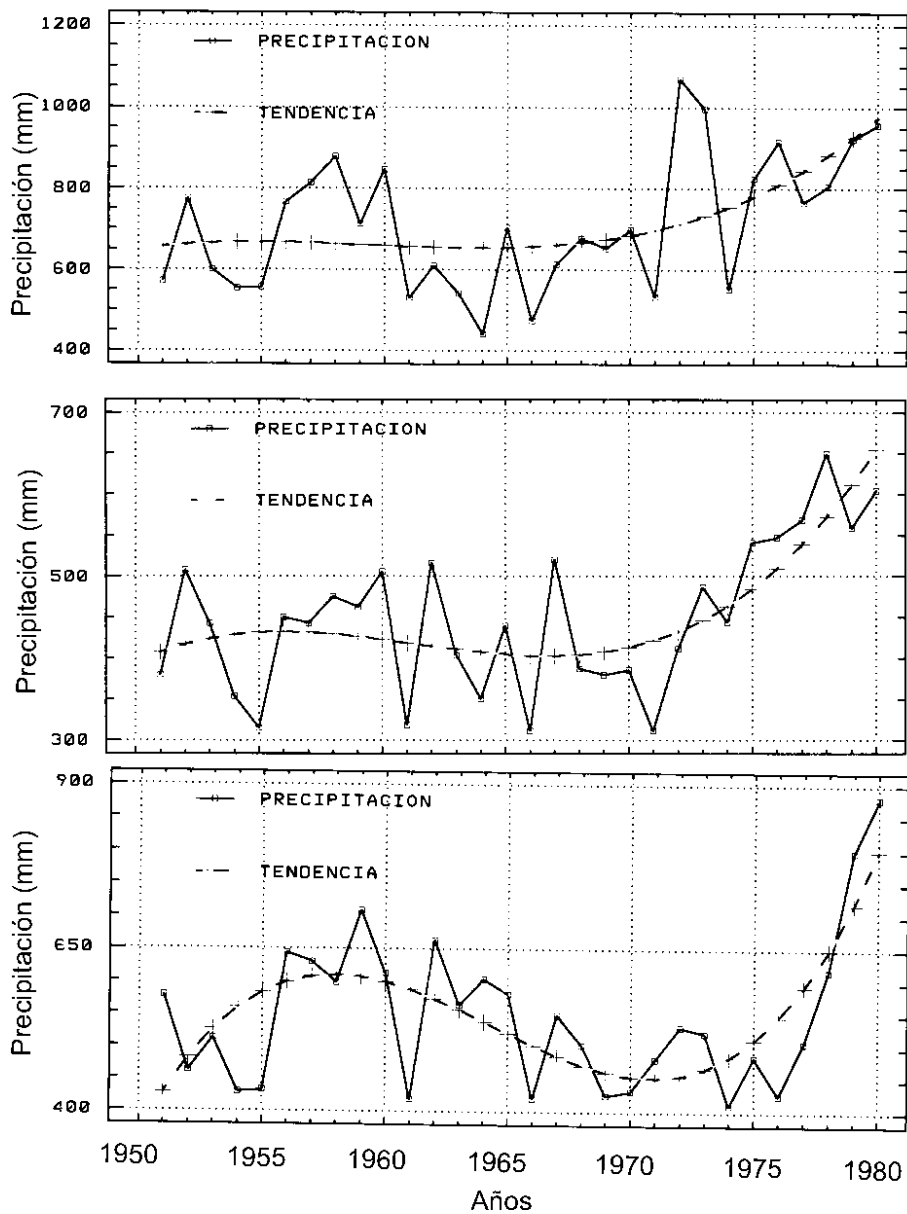 1200
PRECIPITACION
1000
TENDENCIA
800
600
400
Precipitación (mm)
700
PRECIPITACION
TENDENCIA
500
300
Precipitación (mm)
900
PRECIPITACION
TENDENCIA
650
400
Precipitación (mm)
1950 1955 1960 1965 1970 1975 1980
Años